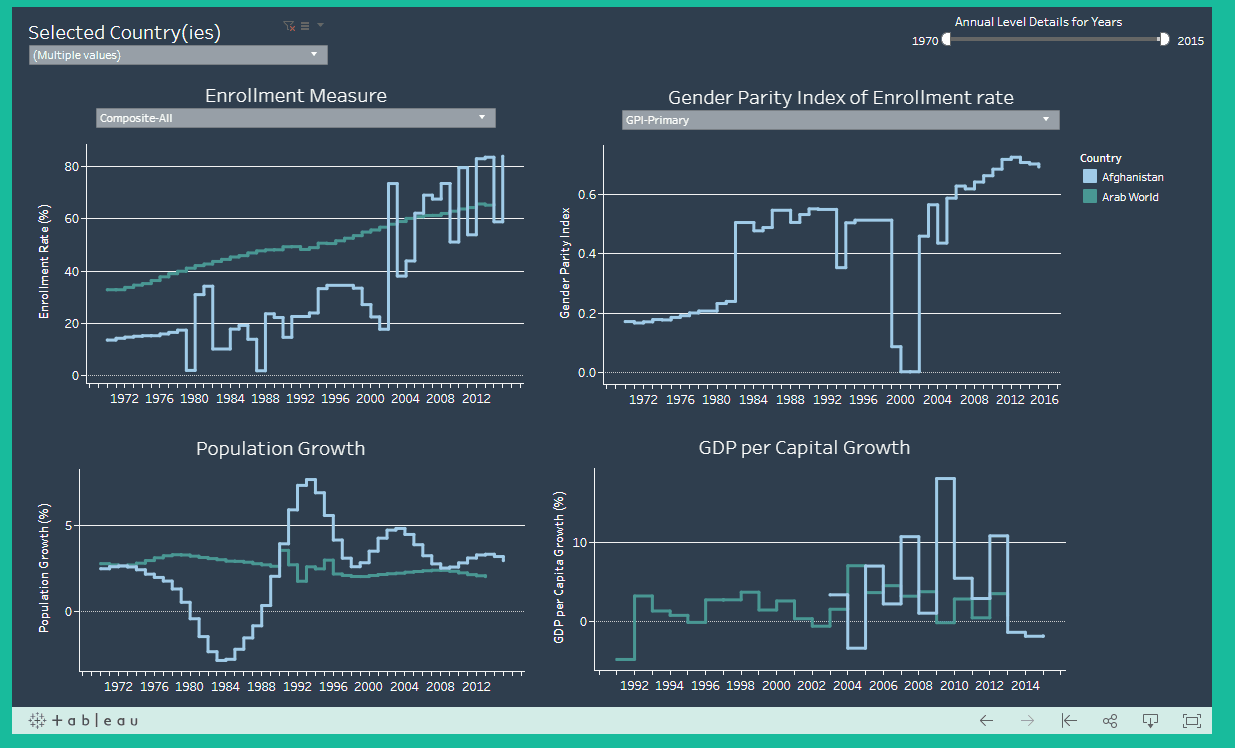 Selected Country(ies)
(Multiple values)
Annual Level Details for Years
1970
2015
Enrollment Measure
Composite-All
Gender Parity Index of Enrollment rate
GPI-Primary
Country
Afghanistan
Arab World
Enrollment Rate (%)
80
60
40
20
0
1972 1976 1980 1984 1988 1992 1996 2000 2004 2008 2012
Gender Parity Index
0.6
0.4
0.2
0.0
1972 1976 1980 1984 1988 1992 1996 2000 2004 2008 2012 2016
Population Growth
Population Growth (%)
5
0
1972 1976 1980 1984 1988 1992 1996 2000 2004 2008 2012
GDP per Capital Growth
GDP per Capita Growth (%)
10
0
1992 1994 1996 1998 2000 2002 2004 2006 2008 2010 2012 2014
+ a b | e a u